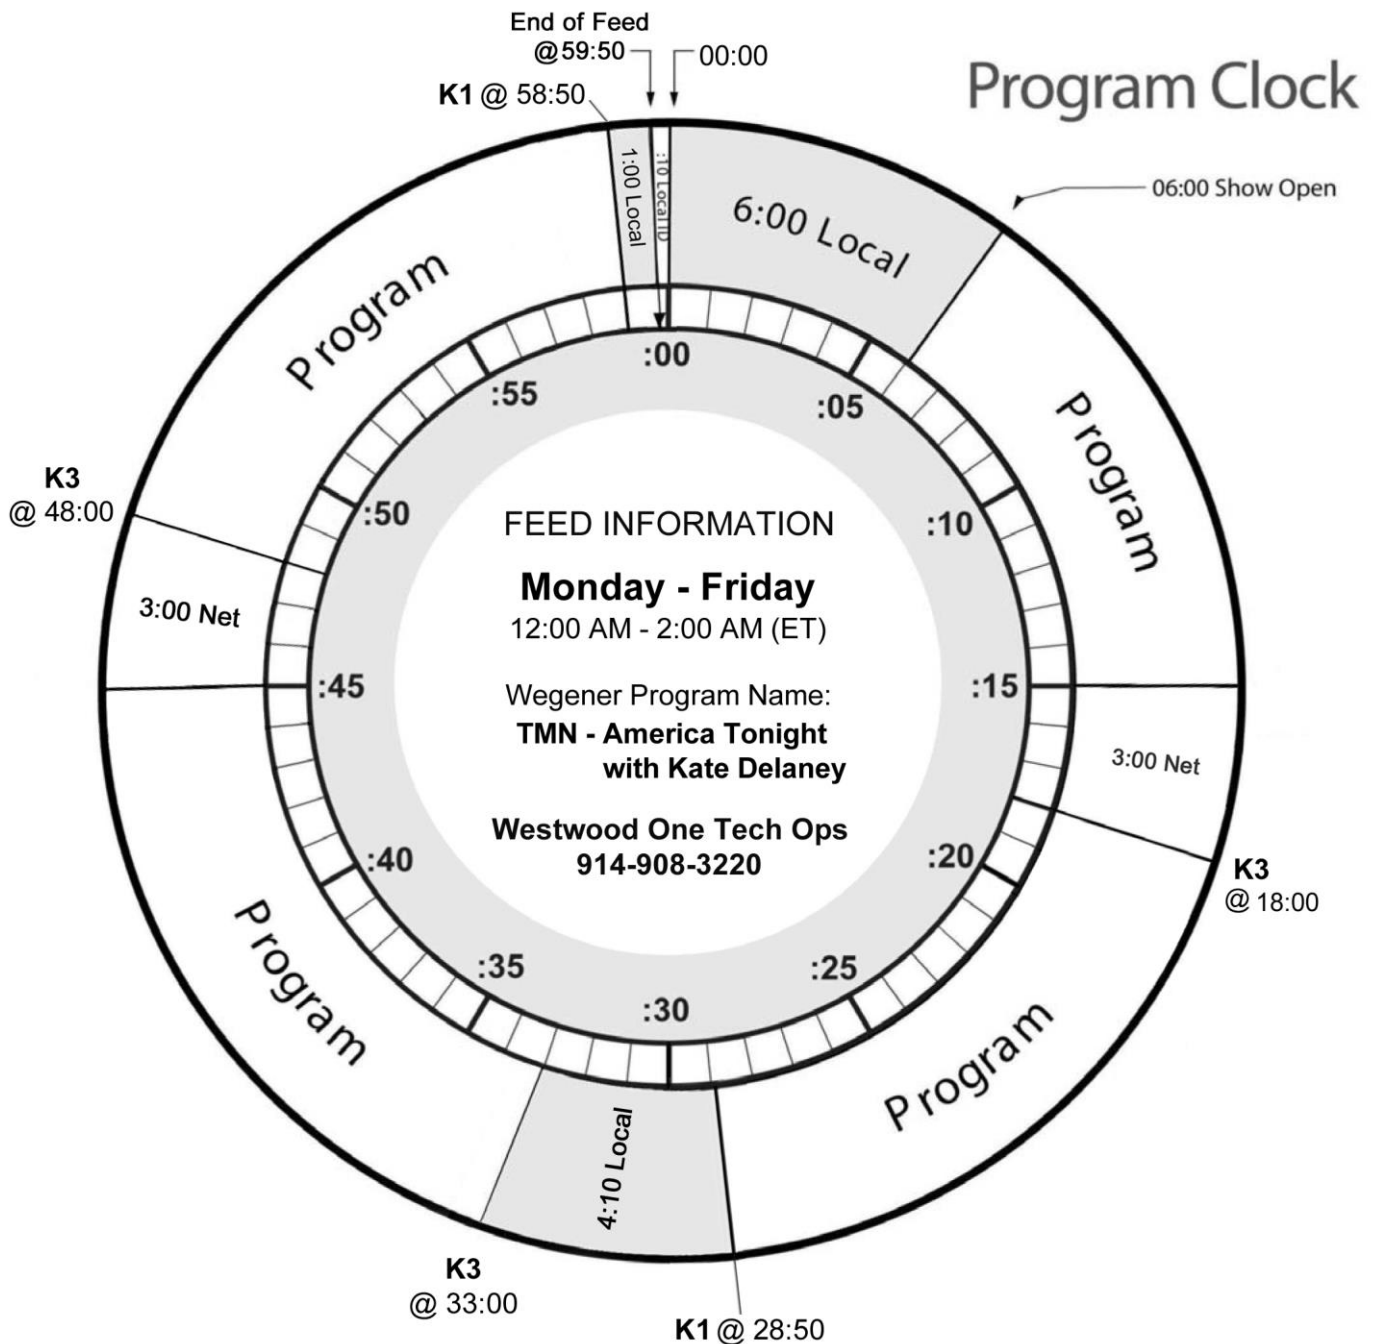 End of Feed
@59:50
00:00
K1 @ 58:50
Program Clock
06:00 Show Open
1:00 Local
:10 Local ID
6:00 Local
Program
Program
:00
:55
:05
:50
:10
K3
@ 48:00
3:00 Net
:45
:15
3:00 Net
FEED INFORMATION
Monday - Friday
12:00 AM - 2:00 AM (ET)
Wegener Program Name:
TMN - America Tonight
with Kate Delaney
Westwood One Tech Ops
914-908-3220
:40
:20
K3
@ 18:00
:35
:25
:30
Program
Program
4:10 Local
K3
@ 33:00
K1 @ 28:50